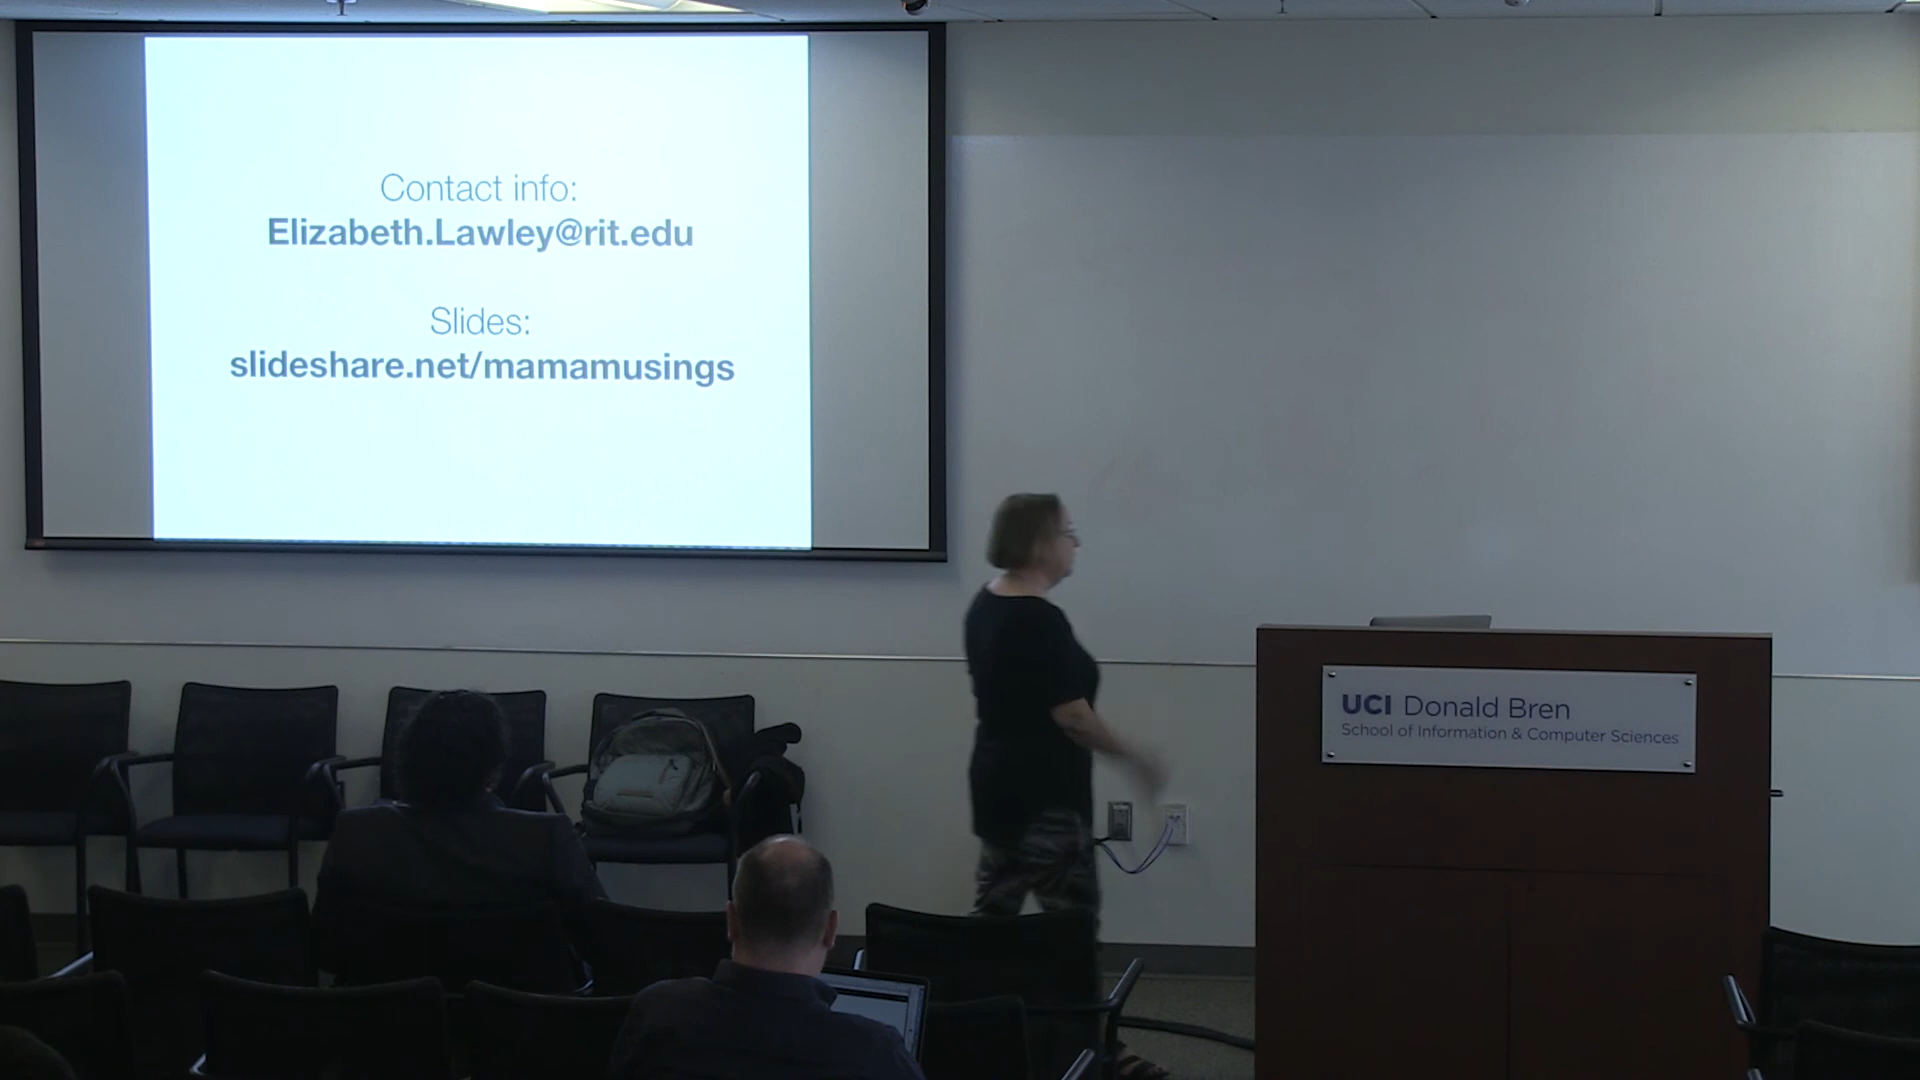 Contact info:
Elizabeth.Lawley@rit.edu
Slides:
slideshare.net/mamamusings
UCI Donald Bren
School of Information & Computer Sciences